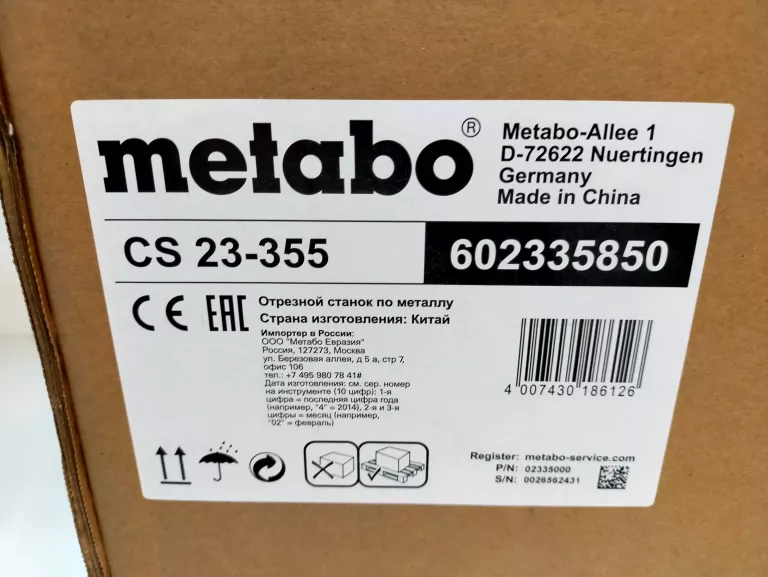 metabo®
Metabo-Allee 1
D-72622 Nuertingen
Germany
Made in China
CS 23-355
602335850
CE EAC
Отрезной станок по металлу
Страна изготовления: Китай
Импортер в России:
ООО "Метабо Евразия"
Россия, 127273, Москва
ул. Березовая аллея, д 5 а, стр 7,
офис 106
тел.: +7 495 980 78 41#
Дата изготовления: см. сер. номер
на инструменте (10 цифр): 1-я
цифра = последняя цифра года
(например, "4" = 2014), 2-я и 3-я
цифры = месяц (например,
"02" = февраль)
4 007430 186126
Register: metabo-service.com
P/N: 02335000
S/N: 0026562431